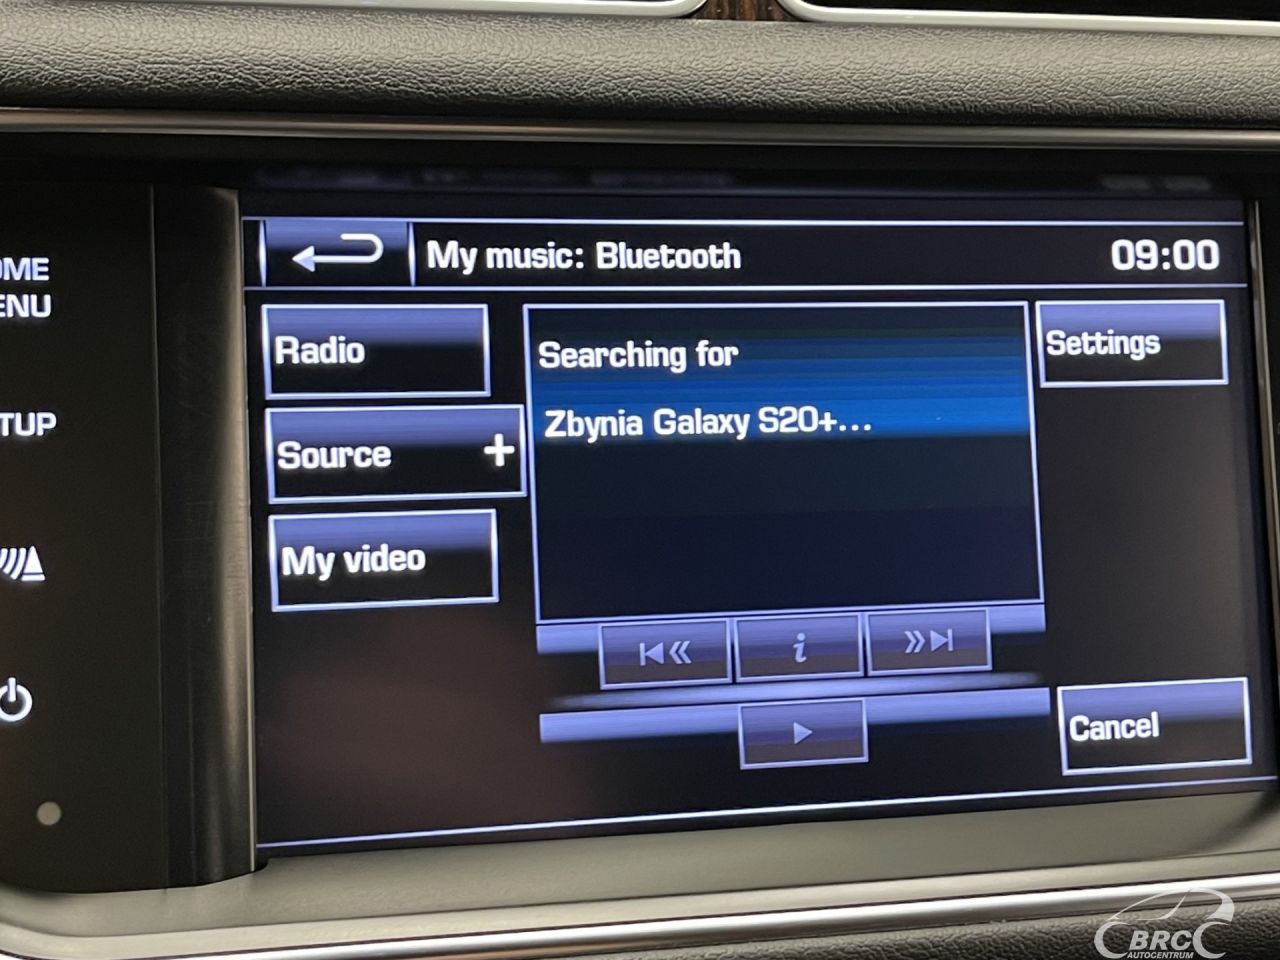 My music: Bluetooth
09:00
OME
ENU
TUP
Radio
Source +
My video
Searching for
Zbynia Galaxy S20+...
Settings
i
Cancel
BRC
AUTOCENTRUM